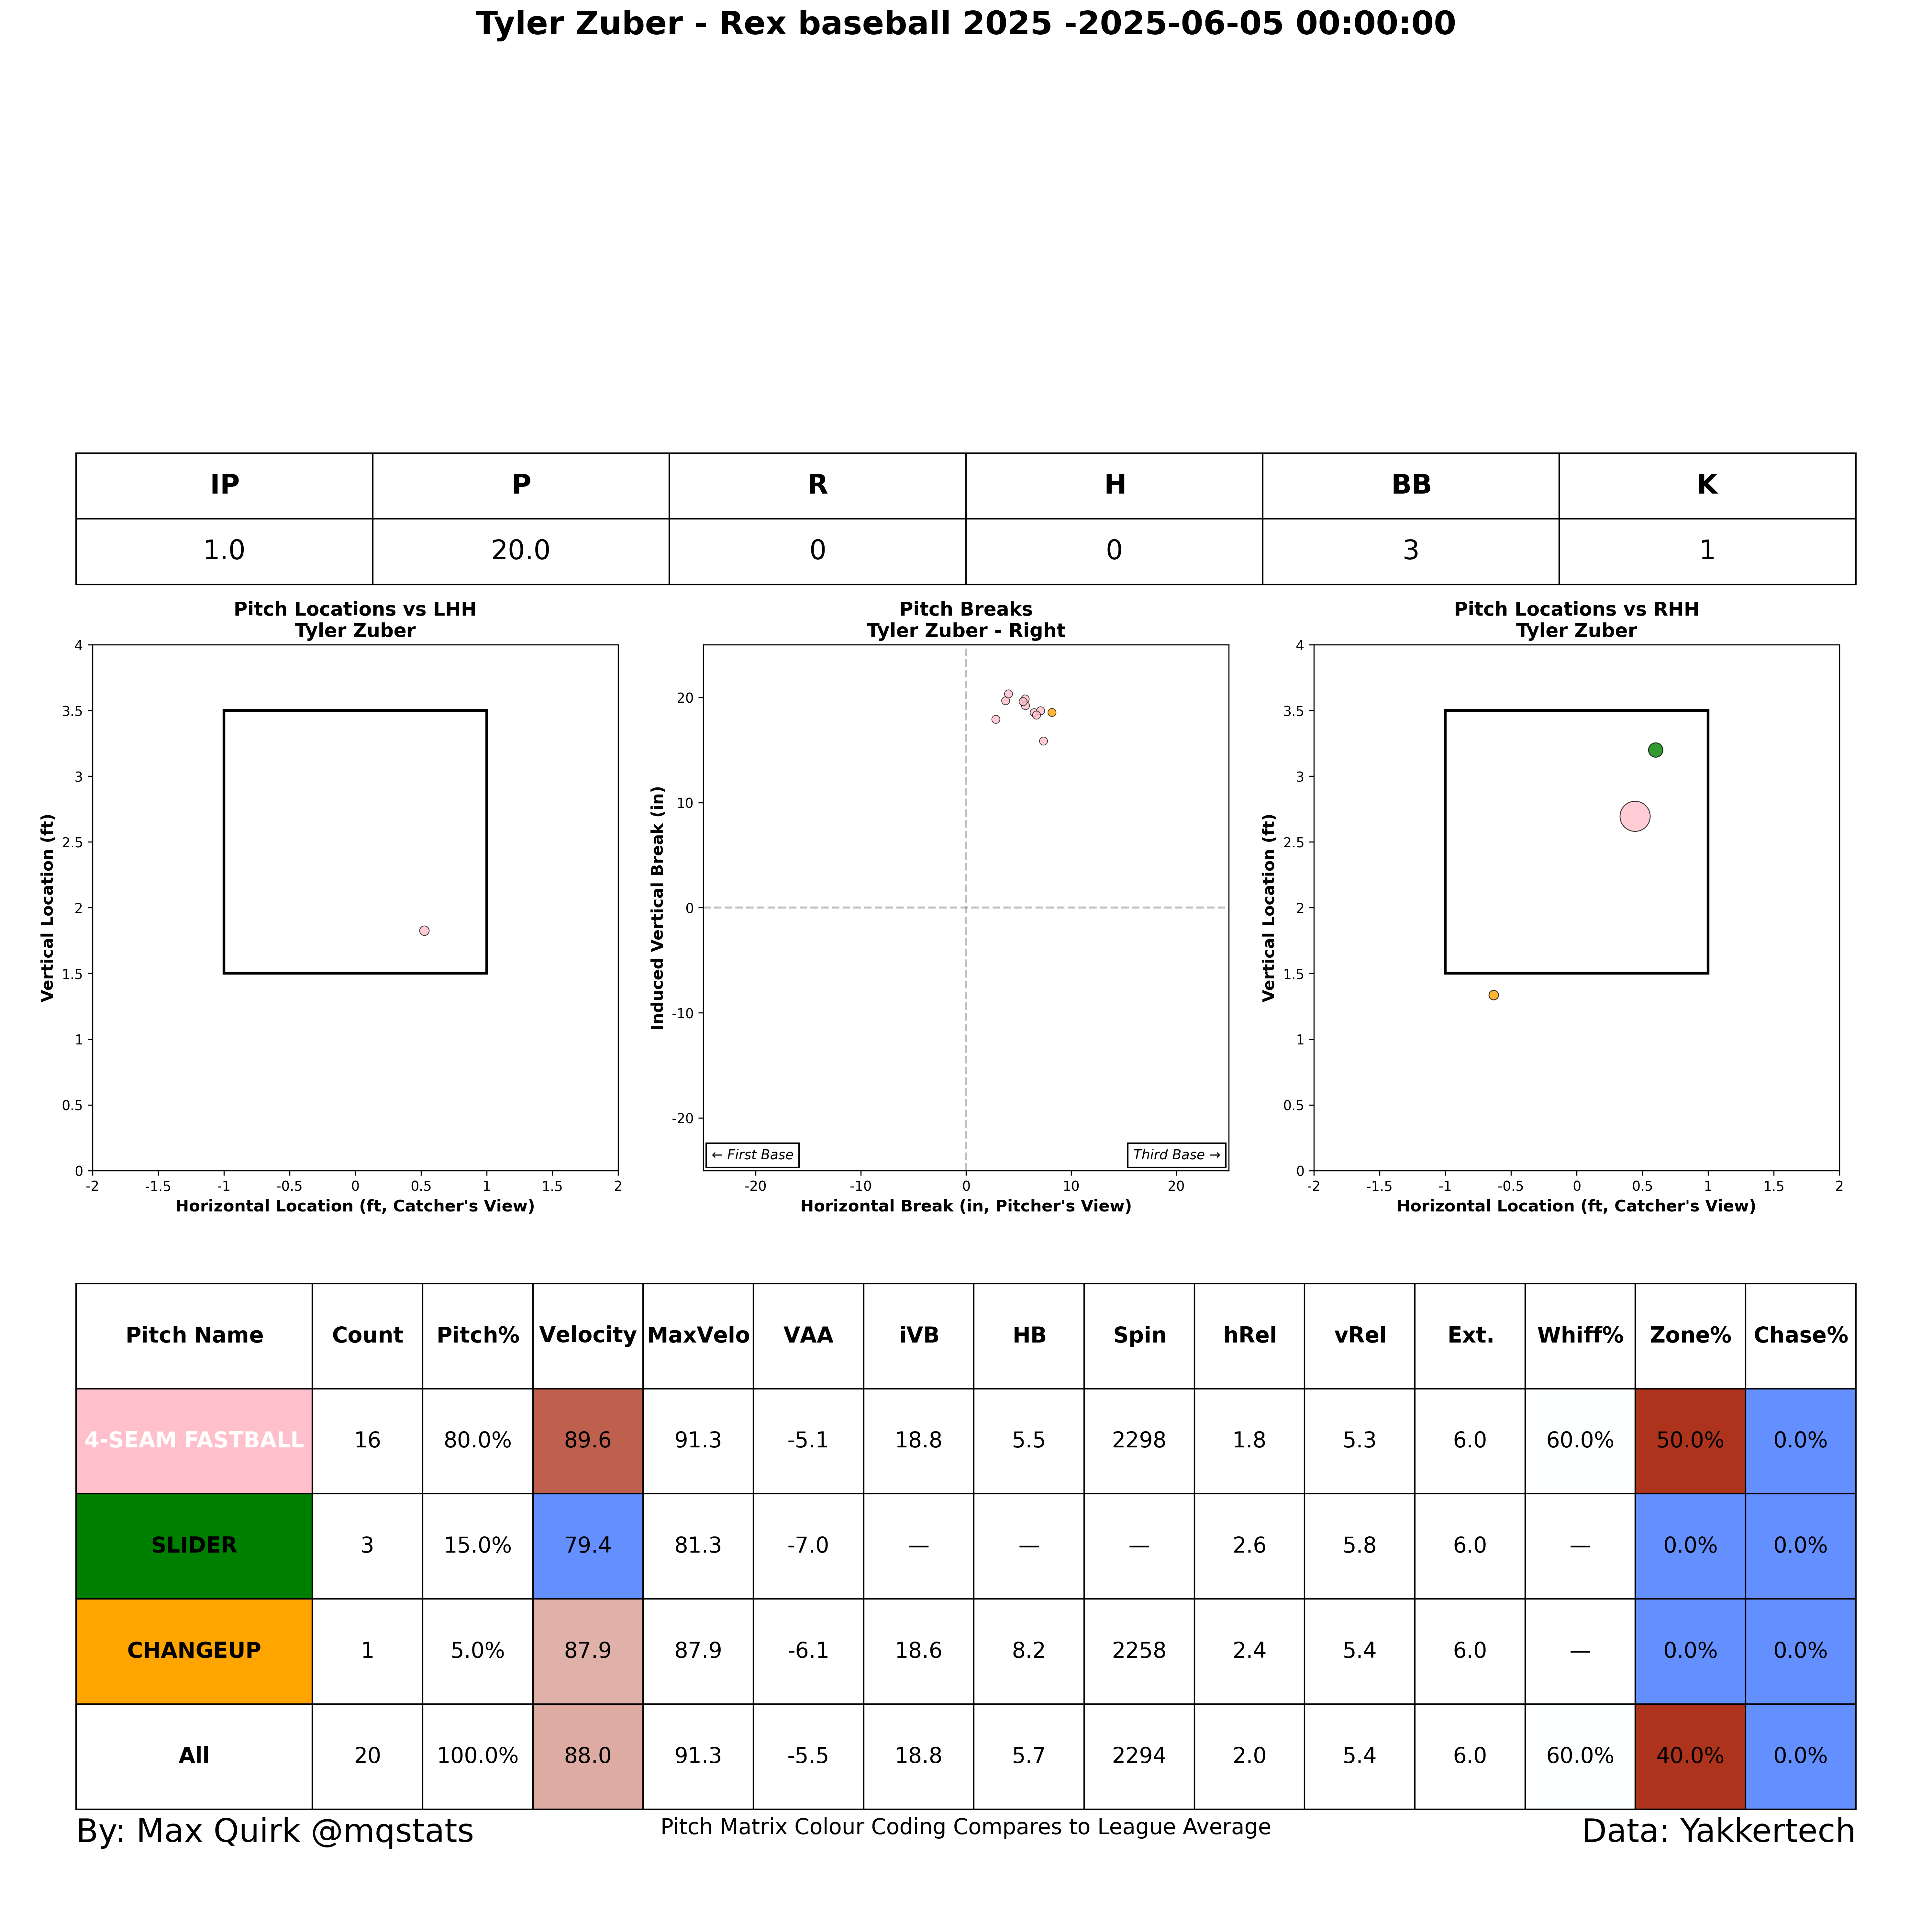 Tyler Zuber - Rex baseball 2025 -2025-06-05 00:00:00
IP P R H BB K
1.0 20.0 0 0 3 1
Pitch Locations vs LHH
Tyler Zuber
4
3.5
3
2.5
2
1.5
1
0.5
0
Vertical Location (ft)
-2 -1.5 -1 -0.5 0 0.5 1 1.5 2
Horizontal Location (ft, Catcher's View)
Pitch Breaks
Tyler Zuber - Right
20
10
0
-10
-20
Induced Vertical Break (in)
← First Base
Third Base →
-20 -10 0 10 20
Horizontal Break (in, Pitcher's View)
Pitch Locations vs RHH
Tyler Zuber
4
3.5
3
2.5
2
1.5
1
0.5
0
Vertical Location (ft)
-2 -1.5 -1 -0.5 0 0.5 1 1.5 2
Horizontal Location (ft, Catcher's View)
Pitch Name Count Pitch% Velocity MaxVelo VAA iVB HB Spin hRel vRel Ext. Whiff% Zone% Chase%
4-SEAM FASTBALL 16 80.0% 89.6 91.3 -5.1 18.8 5.5 2298 1.8 5.3 6.0 60.0% 50.0% 0.0%
SLIDER 3 15.0% 79.4 81.3 -7.0 — — — 2.6 5.8 6.0 — 0.0% 0.0%
CHANGEUP 1 5.0% 87.9 87.9 -6.1 18.6 8.2 2258 2.4 5.4 6.0 — 0.0% 0.0%
All 20 100.0% 88.0 91.3 -5.5 18.8 5.7 2294 2.0 5.4 6.0 60.0% 40.0% 0.0%
By: Max Quirk @mqstats
Pitch Matrix Colour Coding Compares to League Average
Data: Yakkertech